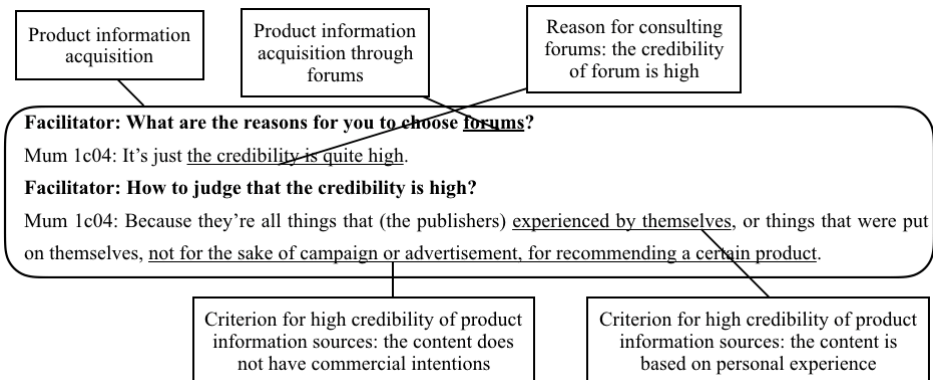 Product information
acquisition
Product information
acquisition through
forums
Reason for consulting
forums: the credibility
of forum is high
Facilitator: What are the reasons for you to choose forums?
Mum 1c04: It’s just the credibility is quite high.
Facilitator: How to judge that the credibility is high?
Mum 1c04: Because they’re all things that (the publishers) experienced by themselves, or things that were put
on themselves, not for the sake of campaign or advertisement, for recommending a certain product.
Criterion for high credibility of product
information sources: the content does
not have commercial intentions
Criterion for high credibility of product
information sources: the content is
based on personal experience